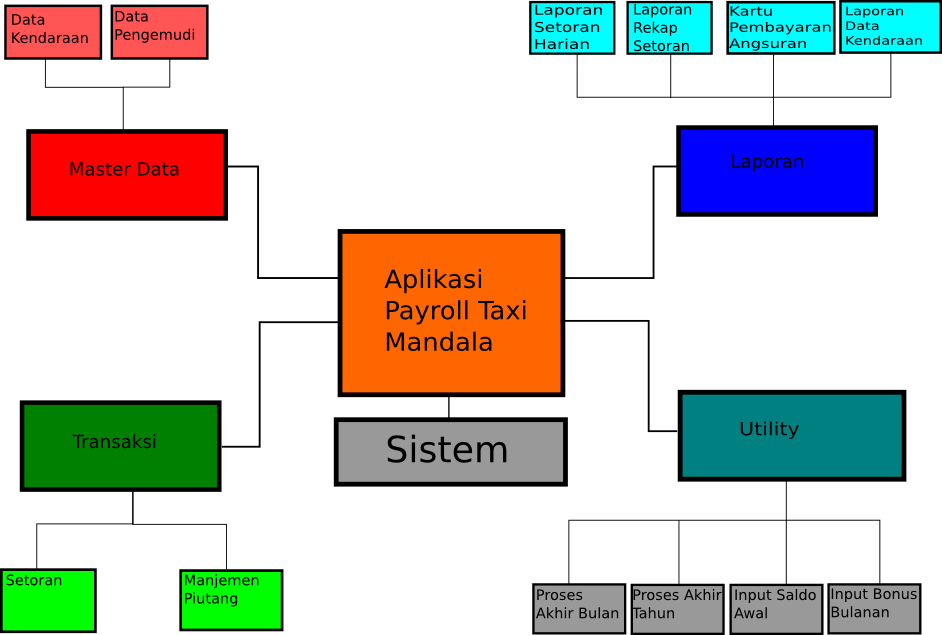 Data
Kendaraan
Data
Pengemudi
Laporan
Setoran
Harian
Laporan
Rekap
Setoran
Kartu
Pembayaran
Angsuran
Laporan
Data
Kendaraan
Master Data
Laporan
Aplikasi
Payroll Taxi
Mandala
Transaksi
Sistem
Utility
Setoran
Manjemen
Piutang
Proses
Akhir Bulan
Proses Akhir
Tahun
Input Saldo
Awal
Input Bonus
Bulanan